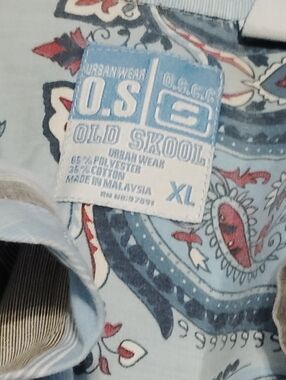 URBAN WEAR
O.S
O.S.C.C
OLD SKOOL
URBAN WEAR
65% POLYESTER
35% COTTON
MADE IN MALAYSIA
XL